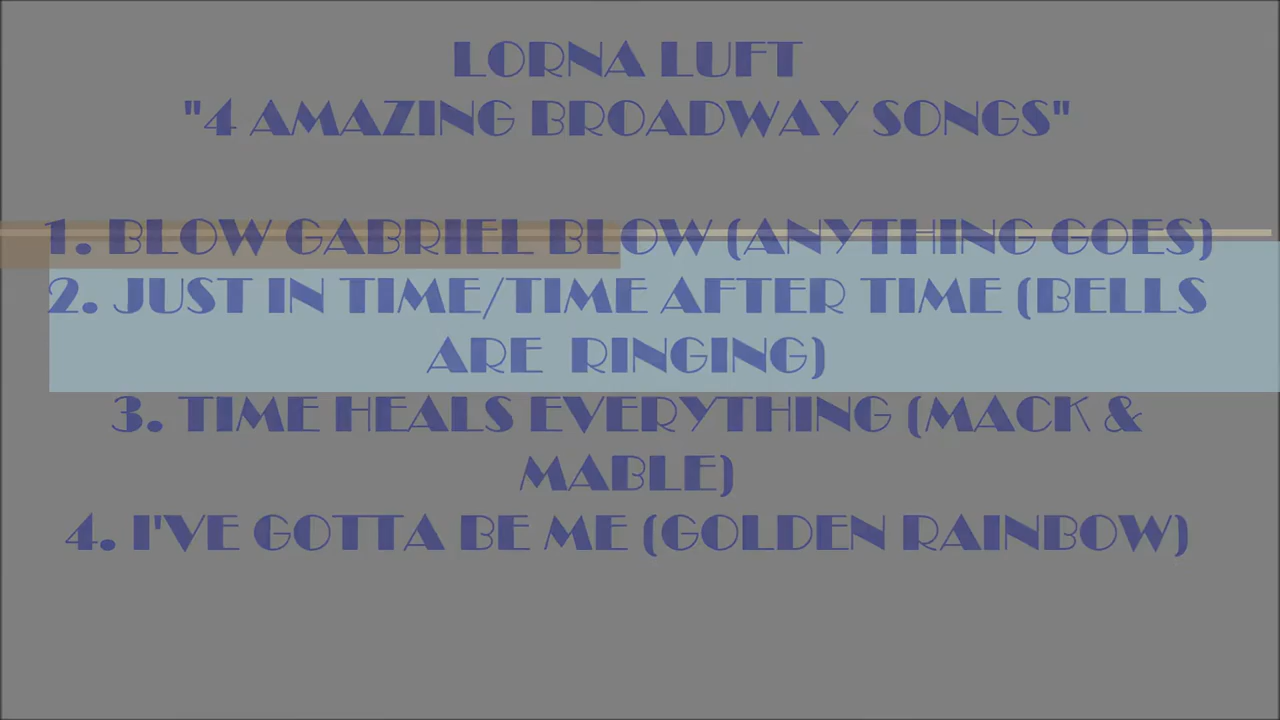 LORNA LUFT
"4 AMAZING BROADWAY SONGS"
1. BLOW GABRIEL BLOW (ANYTHING GOES)
2. JUST IN TIME/TIME AFTER TIME (BELLS
ARE RINGING)
3. TIME HEALS EVERYTHING (MACK &
MABLE)
4. I'VE GOTTA BE ME (GOLDEN RAINBOW)